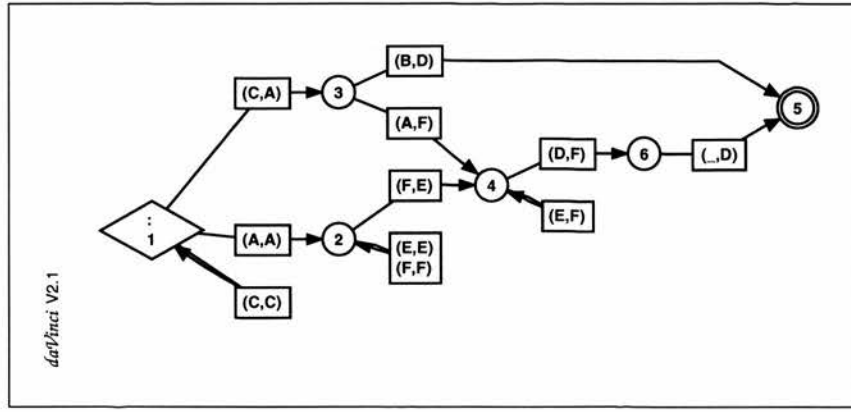 (B,D)
(C,A)
3
5
(A,F)
(D,F)
6
(_,D)
(F,E)
4
(E,F)
:
1
(A,A)
2
(E,E)
(F,F)
(C,C)
daVinci V2.1